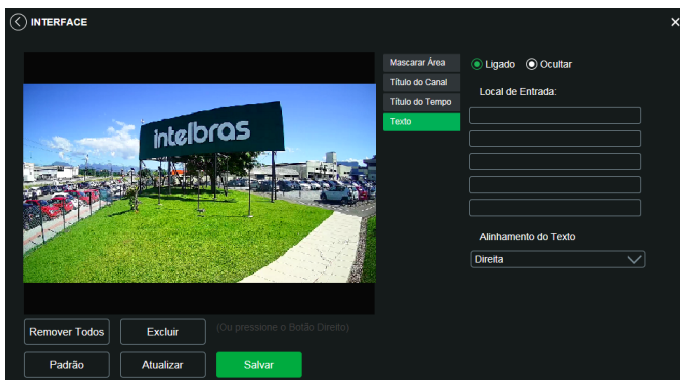 INTERFACE
Mascarar Área
Título do Canal
Título do Tempo
Texto
Ligado
Ocultar
Local de Entrada:
Alinhamento do Texto
Direita
intelbras
Remover Todos
Excluir
(Ou pressione o Botão Direito)
Padrão
Atualizar
Salvar